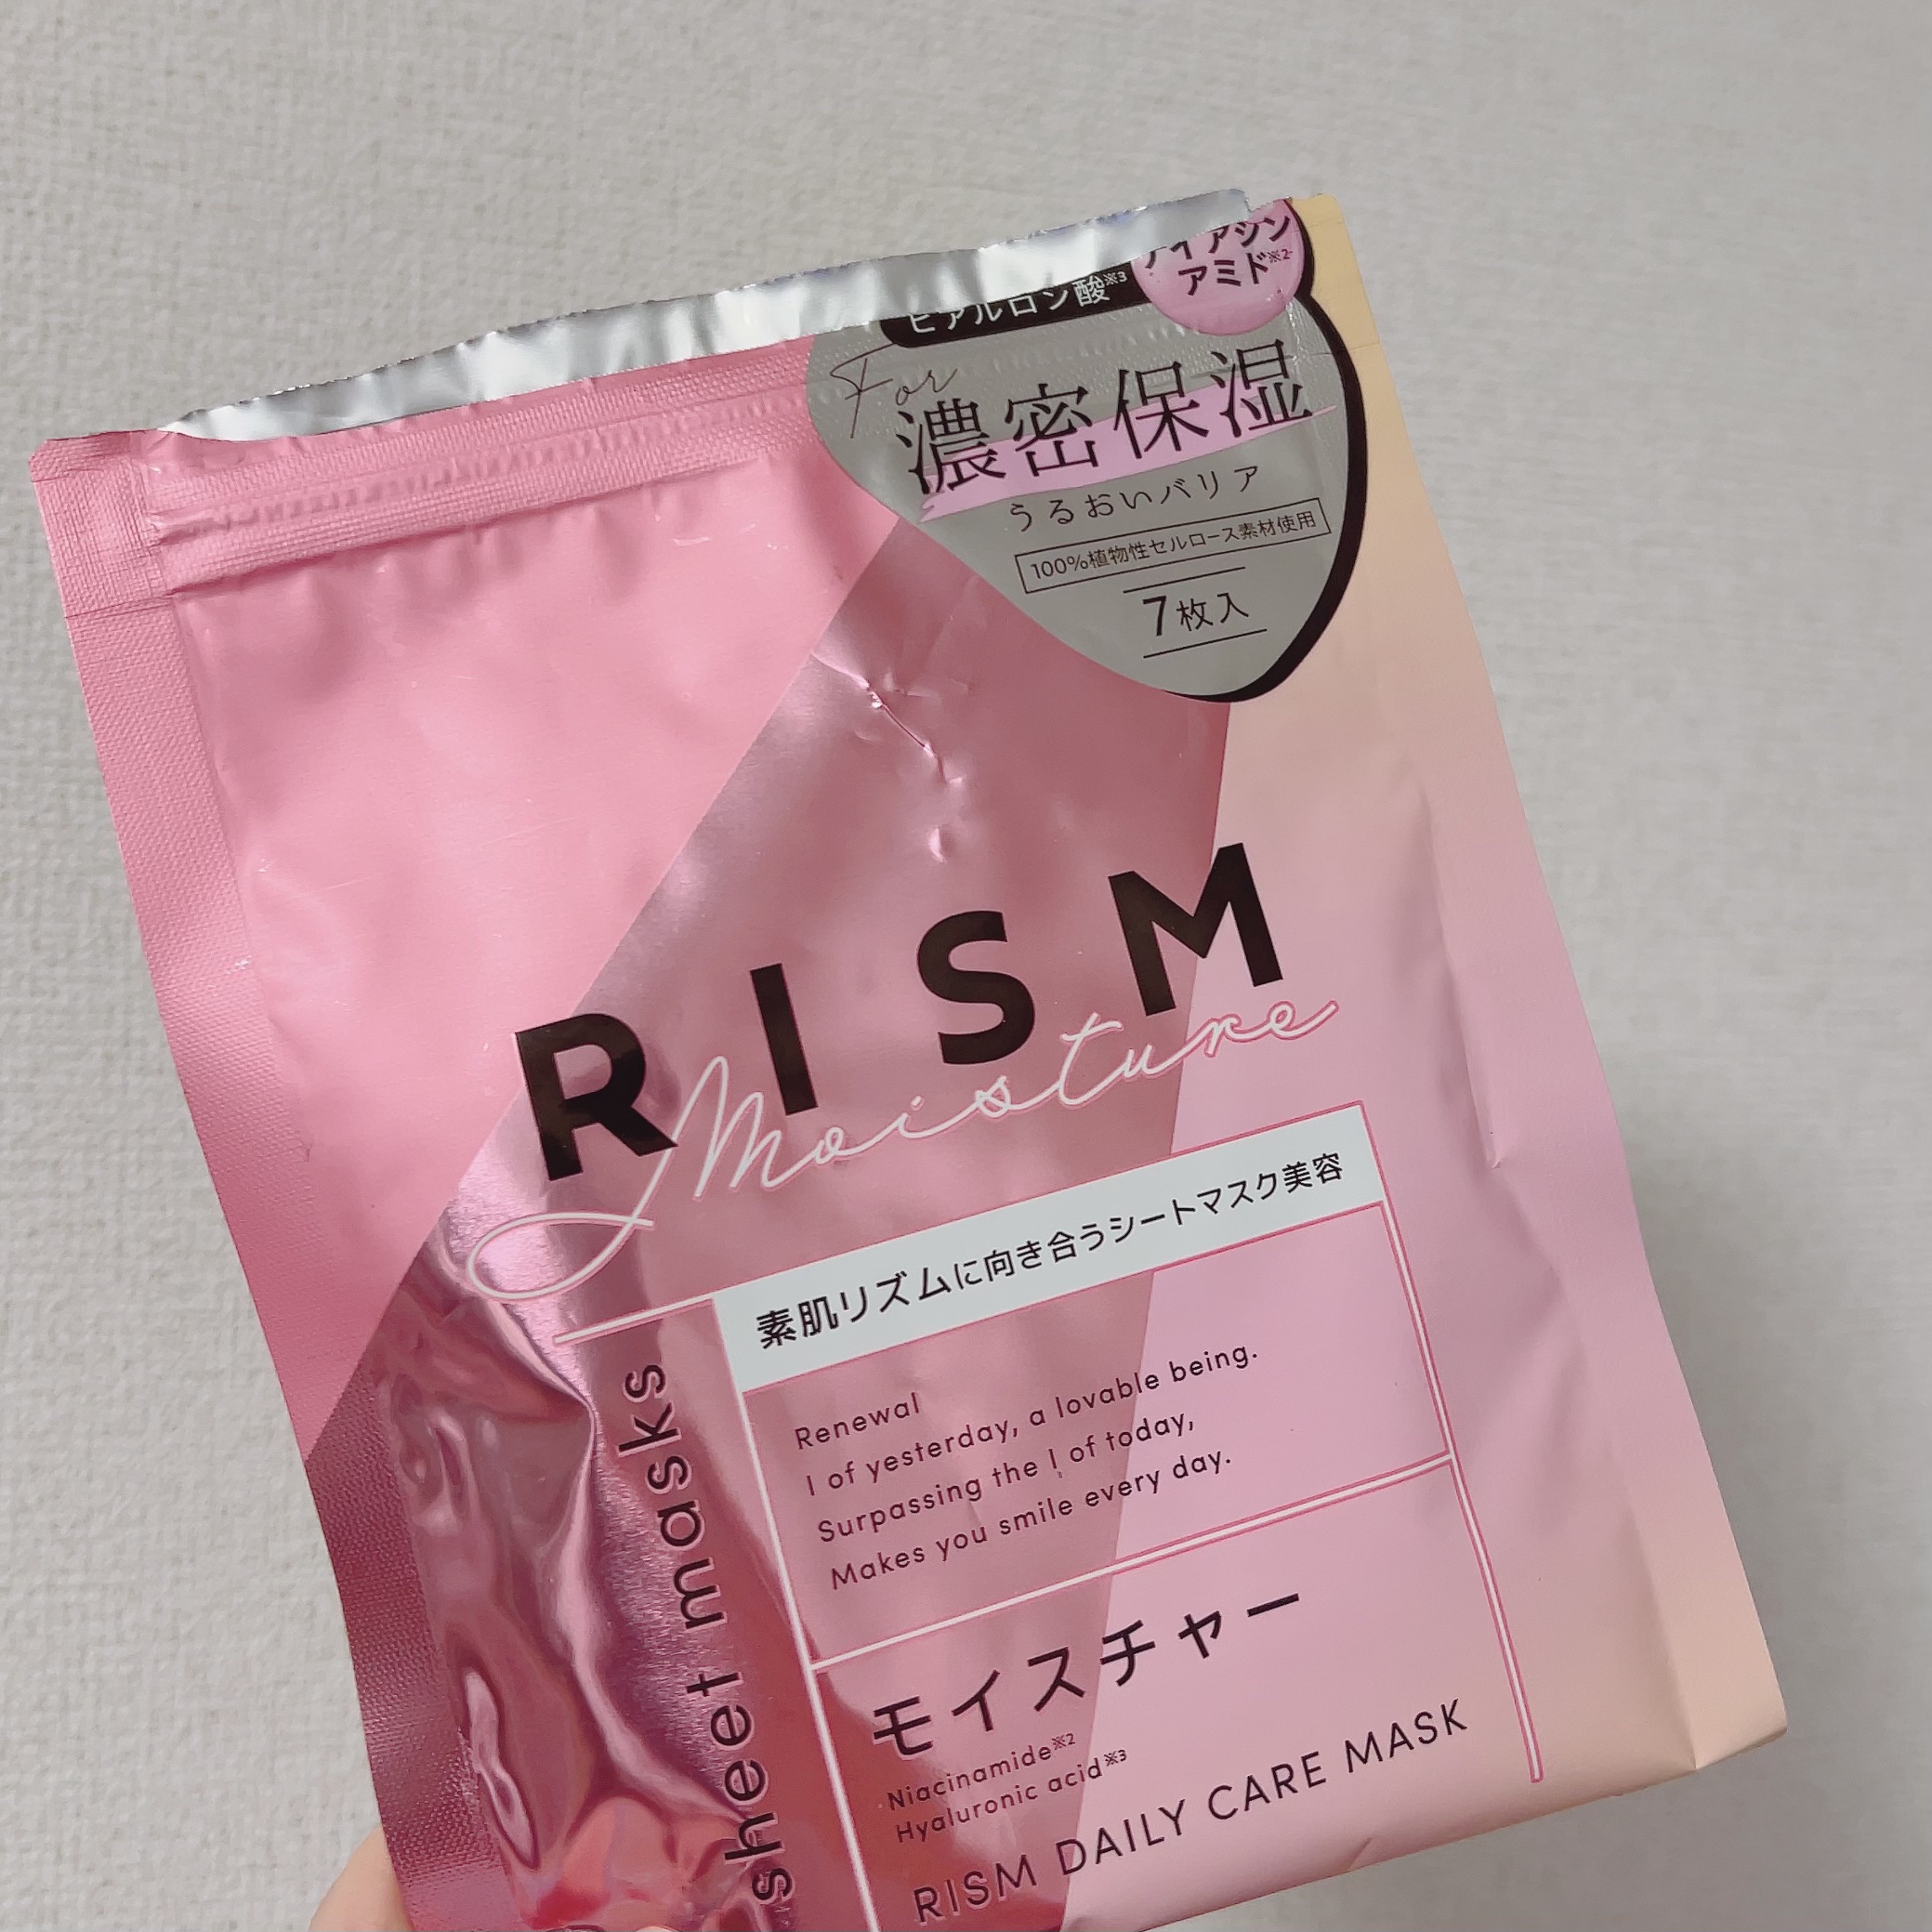 ナイアシン
アミド※2
ヒアルロン酸※3
For
濃密保湿
うるおいバリア
100%植物性セルロース素材使用
7枚入
RISM
Moisture
素肌リズムに向き合うシートマスク美容
sheet masks
Renewal
I of yesterday, a lovable being.
Surpassing the I of today,
Makes you smile every day.
モイスチャー
Niacinamide※2
Hyaluronic acid※3
RISM DAILY CARE MASK